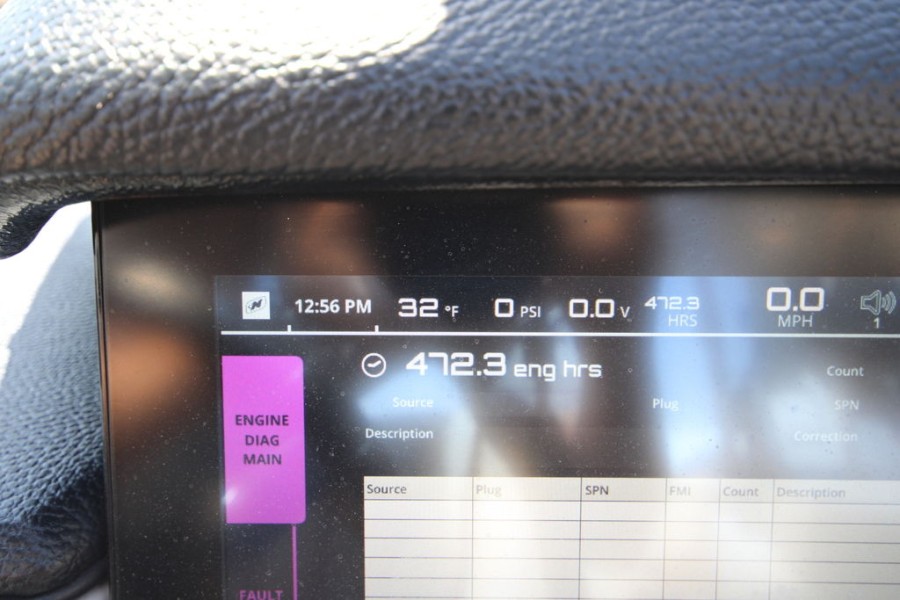 12:56 PM 32 °F 0 PSI 0.0 V 472.3 HRS 0.0 MPH 1
472.3 eng hrs
Count
Source Plug SPN
Description Correction
ENGINE
DIAG
MAIN
Source Plug SPN FMI Count Description
FAULT